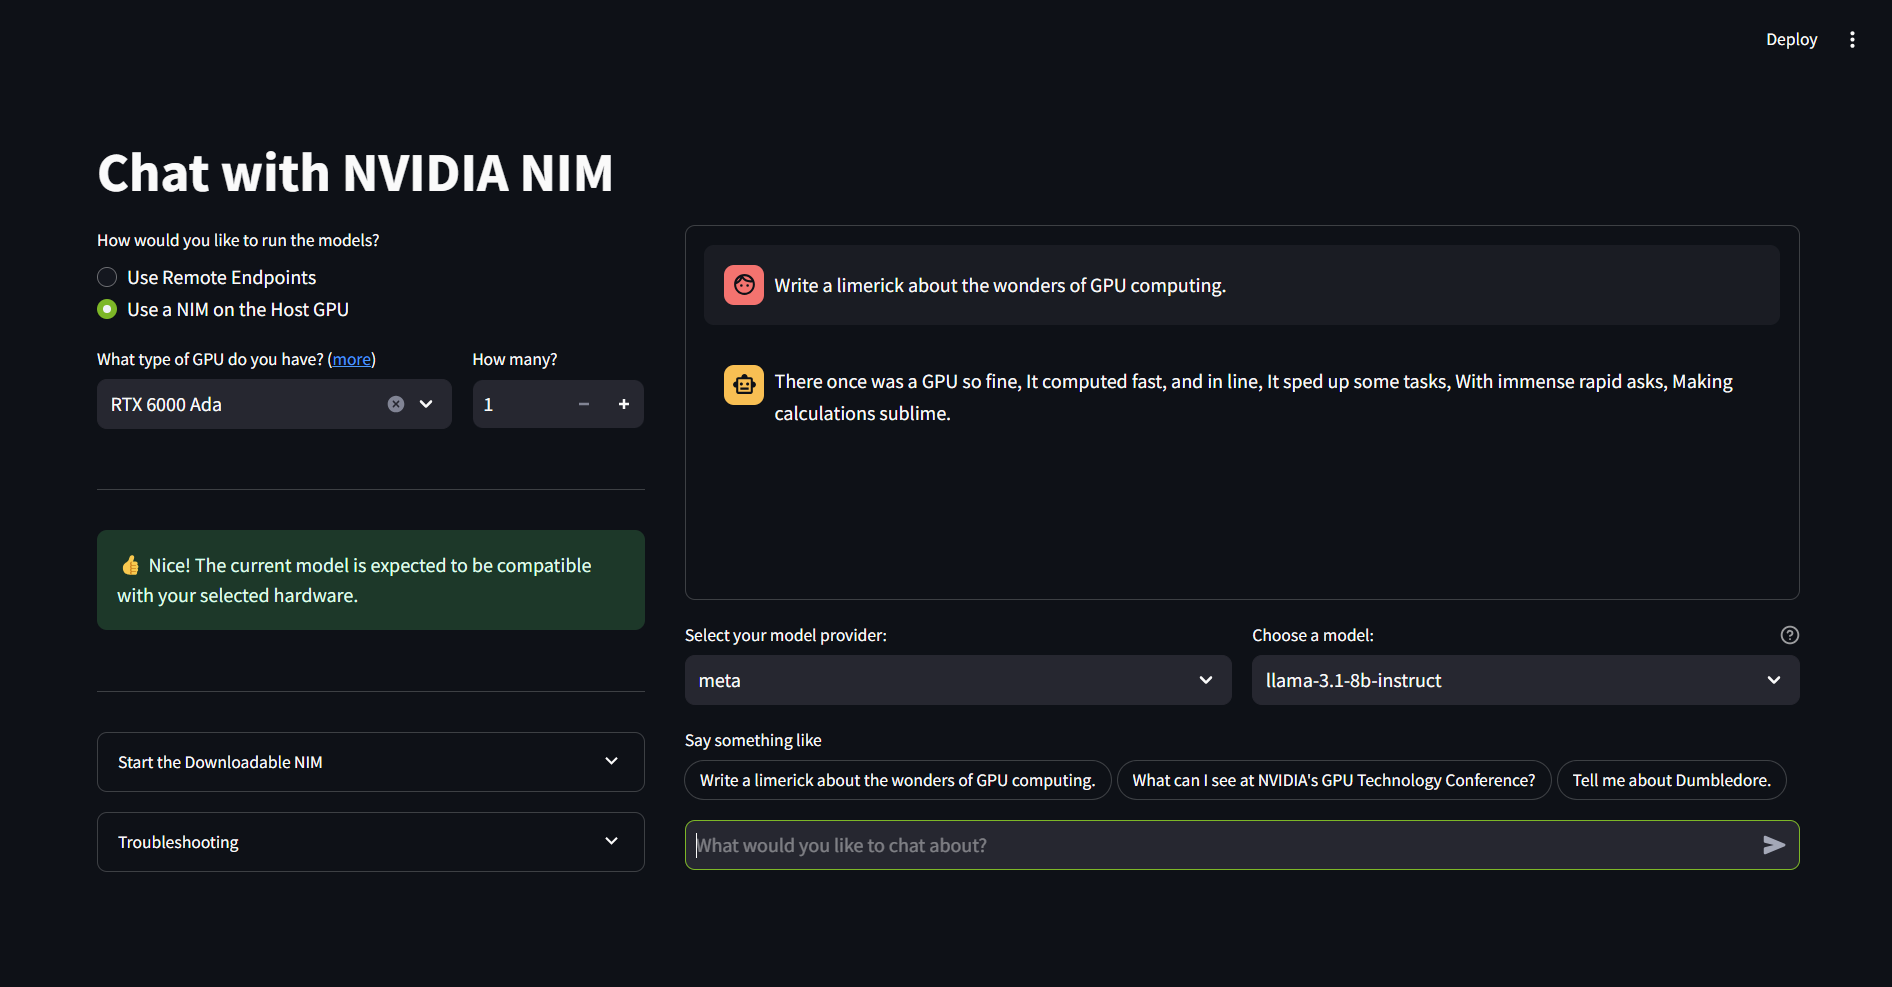 Deploy
Chat with NVIDIA NIM
How would you like to run the models?
Use Remote Endpoints
Use a NIM on the Host GPU
What type of GPU do you have? (more)
How many?
RTX 6000 Ada
1
👍 Nice! The current model is expected to be compatible
with your selected hardware.
Start the Downloadable NIM
Troubleshooting
Write a limerick about the wonders of GPU computing.
There once was a GPU so fine, It computed fast, and in line, It sped up some tasks, With immense rapid asks, Making
calculations sublime.
Select your model provider:
meta
Choose a model:
llama-3.1-8b-instruct
Say something like
Write a limerick about the wonders of GPU computing.
What can I see at NVIDIA's GPU Technology Conference?
Tell me about Dumbledore.
What would you like to chat about?